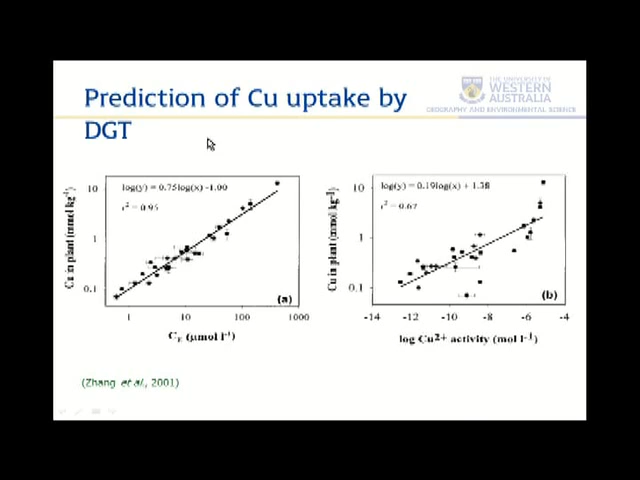 Prediction of Cu uptake by
DGT
THE UNIVERSITY OF
WESTERN
AUSTRALIA
GEOGRAPHY AND ENVIRONMENTAL SCIENCE
log(y) = 0.75log(x) -1.00
r² = 0.95
Cu in plant (mmol kg⁻¹)
10
1
0.1
(a)
1 10 100 1000
C_E (μmol l⁻¹)
log(y) = 0.19log(x) + 1.38
r² = 0.67
Cu in plant (mmol kg⁻¹)
10
1
0.1
(b)
-14 -12 -10 -8 -6 -4
log Cu²⁺ activity (mol l⁻¹)
(Zhang et al., 2001)